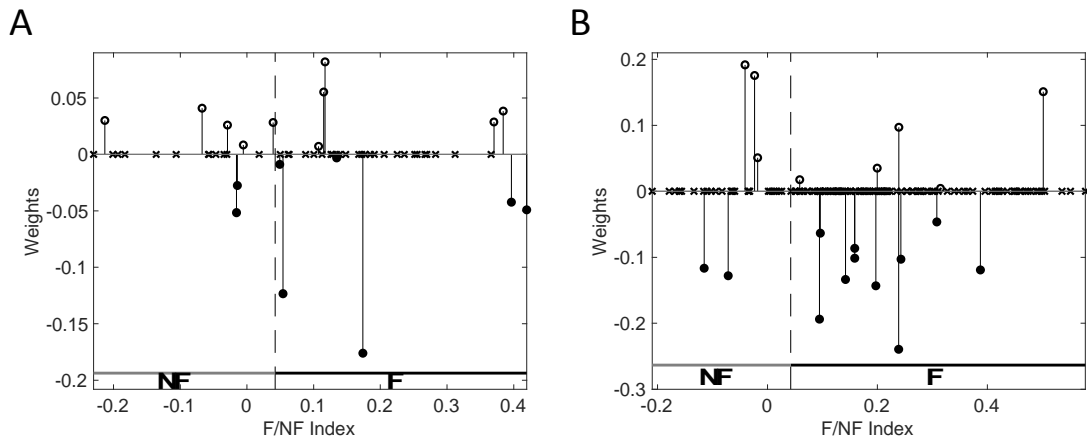 A
B
0.05
0
-0.05
-0.1
-0.15
-0.2
Weights
NF
F
-0.2 -0.1 0 0.1 0.2 0.3 0.4
F/NF Index
0.2
0.1
0
-0.1
-0.2
-0.3
Weights
NF
F
-0.2 0 0.2 0.4
F/NF Index